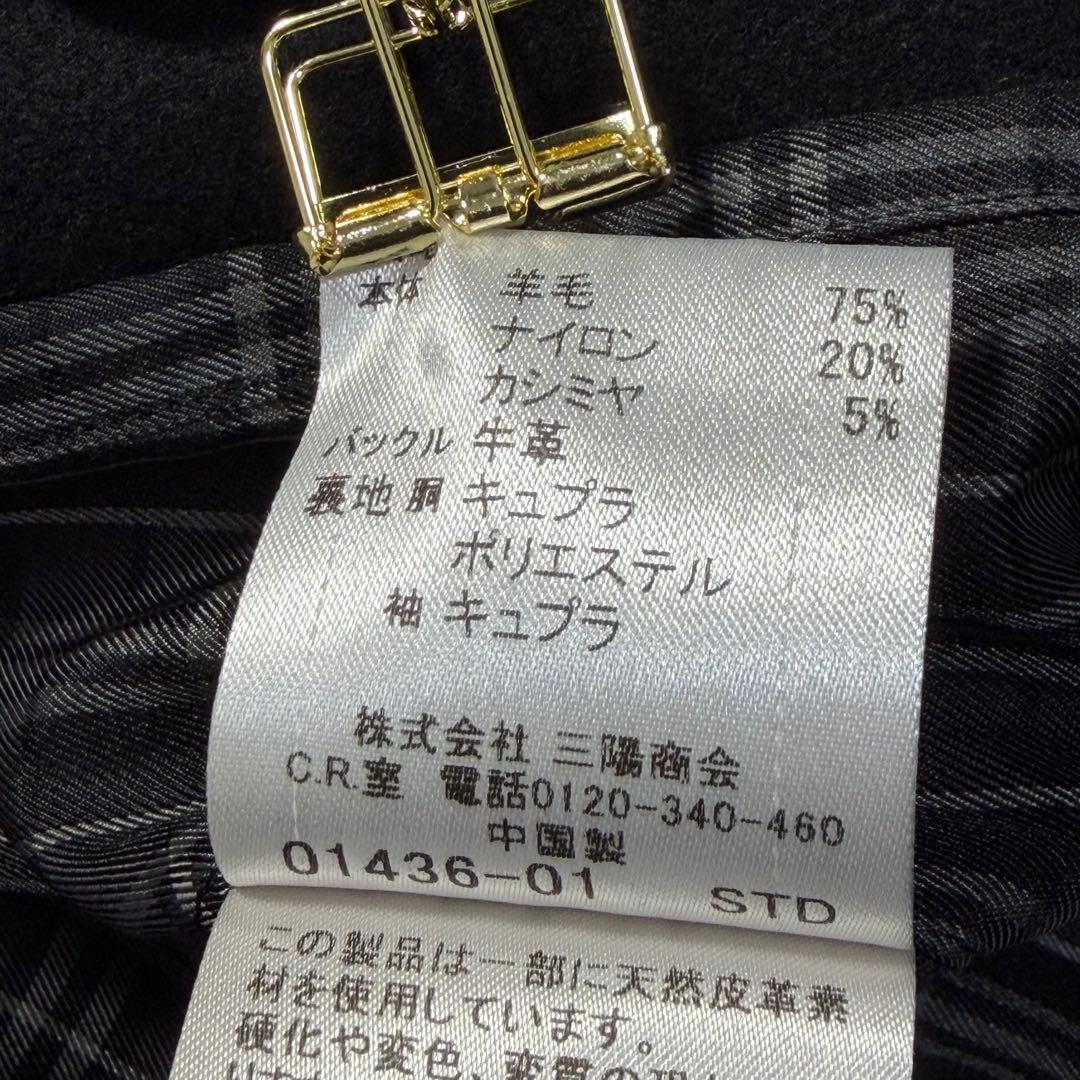 本体 羊毛 75%
ナイロン 20%
カシミヤ 5%
バックル 牛革
裏地 胴 キュプラ
ポリエステル
袖 キュプラ
株式会社 三陽商会
C.R.室 電話0120-340-460
中国製
01436-01 STD
この製品は一部に天然皮革素
材を使用しています。
硬化や変色、変質の恐